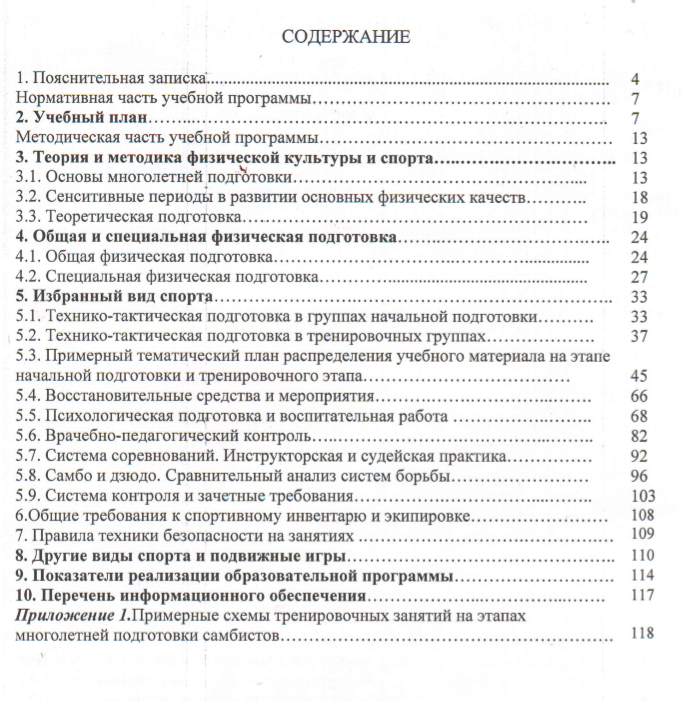 СОДЕРЖАНИЕ
1. Пояснительная записка..................................................................................... 4
Нормативная часть учебной программы…………………………………………… 7
2. Учебный план……...…………………………………………………………….. 7
Методическая часть учебной программы………………………………………….. 13
3. Теория и методика физической культуры и спорта…..…………..………….. 13
3.1. Основы многолетней подготовки……………………………………………... 13
3.2. Сенситивные периоды в развитии основных физических качеств……….. 18
3.3. Теоретическая подготовка……………………………………………………… 19
4. Общая и специальная физическая подготовка……...……………………..….. 24
4.1. Общая физическая подготовка………………………………………............. 24
4.2. Специальная физическая подготовка……………………............................. 27
5. Избранный вид спорта………………………………………………………….. 33
5.1. Технико-тактическая подготовка в группах начальной подготовки………. 33
5.2. Технико-тактическая подготовка в тренировочных группах……………….. 37
5.3. Примерный тематический план распределения учебного материала на этапе
начальной подготовки и тренировочного этапа……………………………… 45
5.4. Восстановительные средства и мероприятия……………………...……….. 66
5.5. Психологическая подготовка и воспитательная работа ………………….. 68
5.6. Врачебно-педагогический контроль…..……………………………...…….. 82
5.7. Система соревнований. Инструкторская и судейская практика…………… 92
5.8. Самбо и дзюдо. Сравнительный анализ систем борьбы…………………….. 96
5.9. Система контроля и зачетные требования…………………………...…….. 103
6.Общие требования к спортивному инвентарю и экипировке……………………. 108
7. Правила техники безопасности на занятиях …………………………………….. 109
8. Другие виды спорта и подвижные игры………………………………………….. 110
9. Показатели реализации образовательной программы………………………….. 114
10. Перечень информационного обеспечения……………………………………….. 117
Приложение 1.Примерные схемы тренировочных занятий на этапах
многолетней подготовки самбистов……………………………………………….. 118